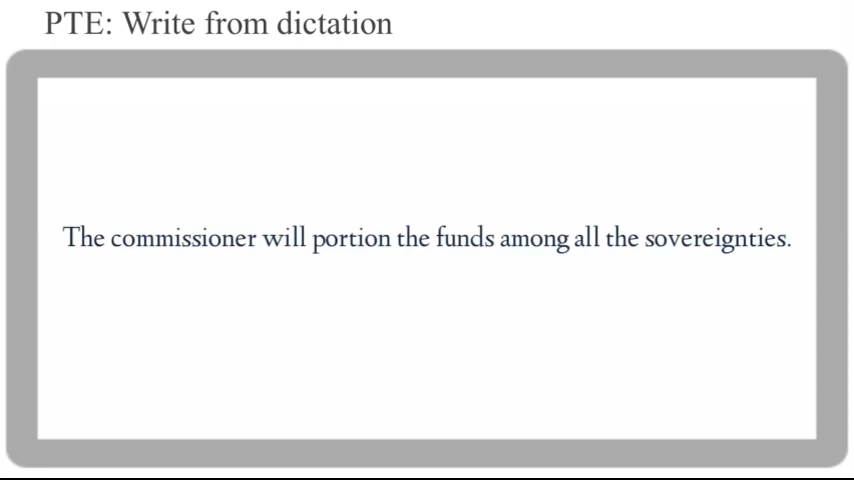 PTE: Write from dictation
The commissioner will portion the funds among all the sovereignties.